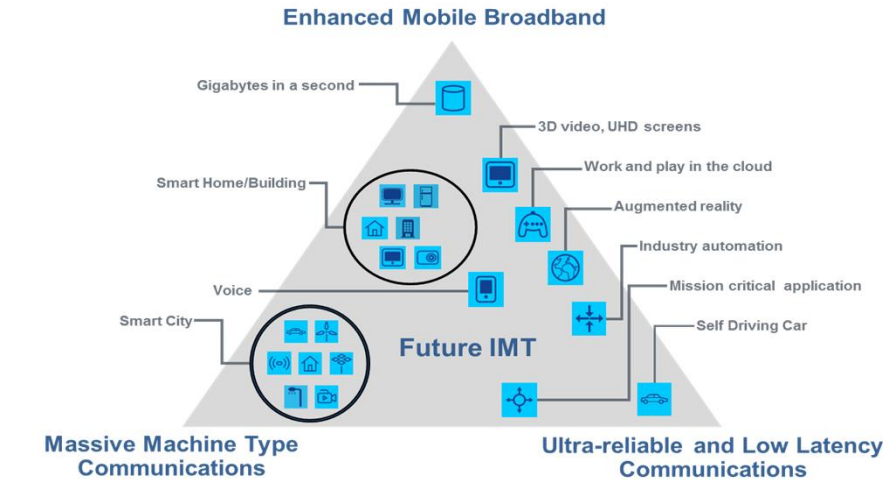 Enhanced Mobile Broadband
Gigabytes in a second
3D video, UHD screens
Work and play in the cloud
Smart Home/Building
Augmented reality
Industry automation
Mission critical application
Voice
Smart City
Self Driving Car
Future IMT
Massive Machine Type
Communications
Ultra-reliable and Low Latency
Communications